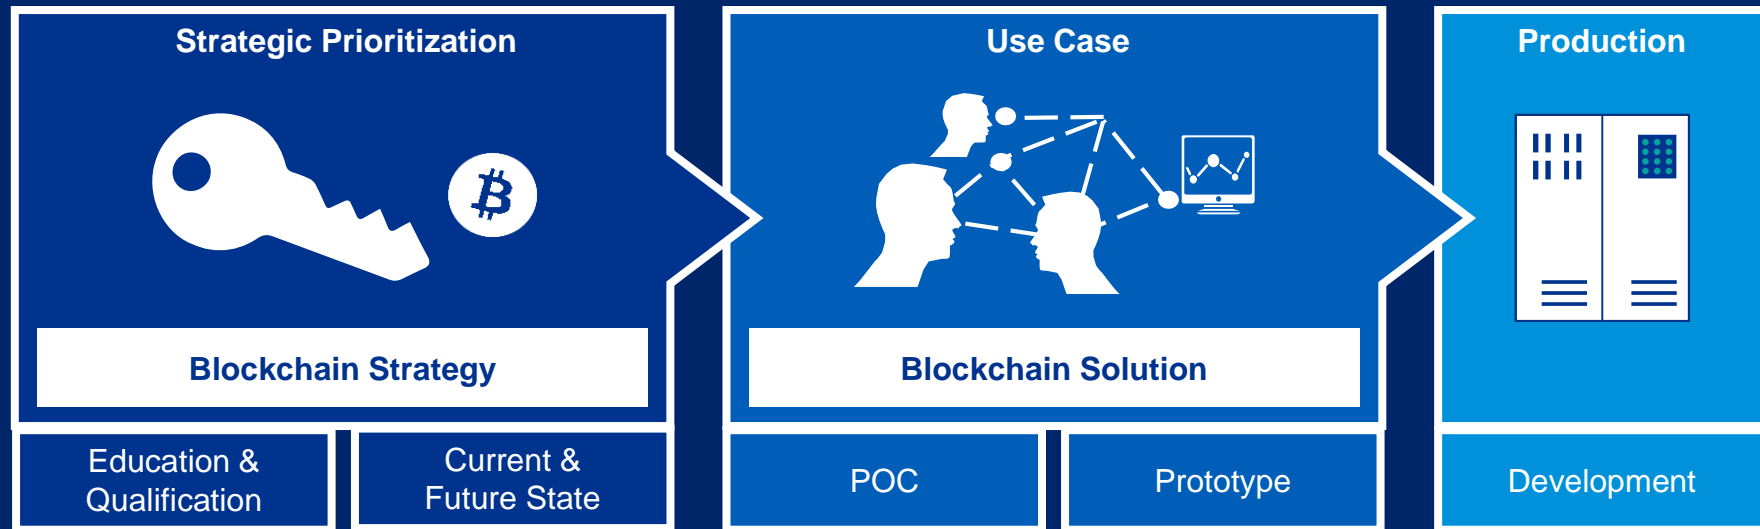 Strategic Prioritization
Blockchain Strategy
Education &
Qualification
Current &
Future State
Use Case
Blockchain Solution
POC
Prototype
Production
Development